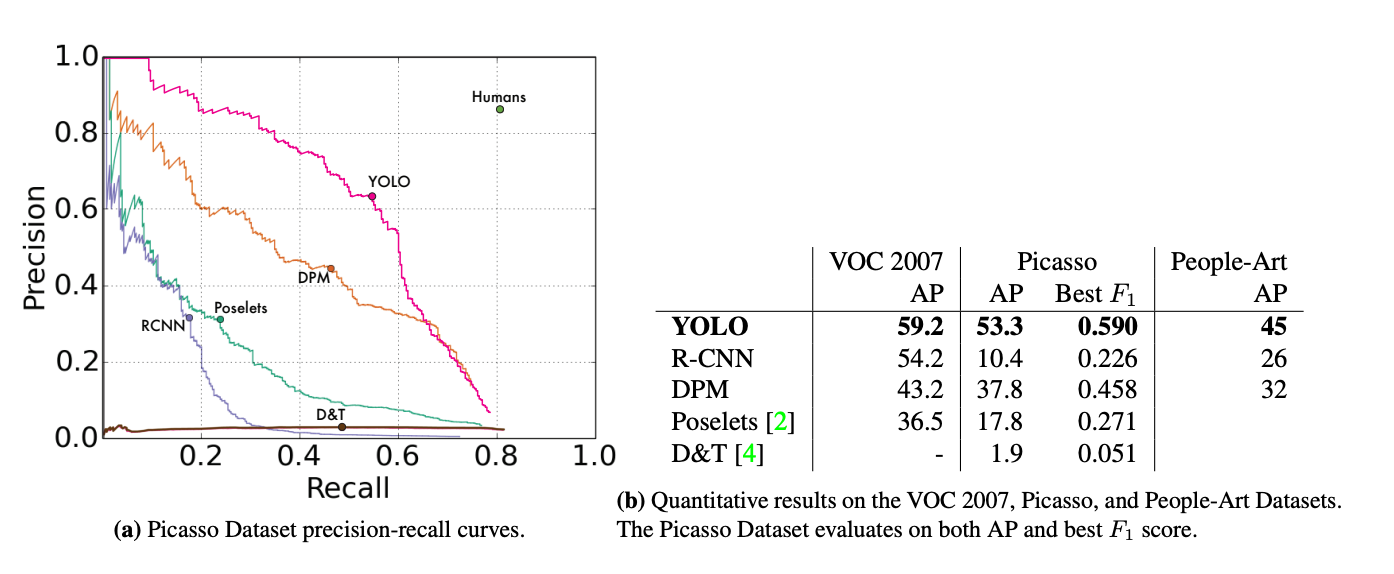 1.0
0.8
0.6
0.4
0.2
0.0
0.2 0.4 0.6 0.8 1.0
Precision
Recall
Humans
YOLO
DPM
Poselets
RCNN
D&T
(a) Picasso Dataset precision-recall curves.
VOC 2007 Picasso People-Art
AP AP Best F1 AP
YOLO 59.2 53.3 0.590 45
R-CNN 54.2 10.4 0.226 26
DPM 43.2 37.8 0.458 32
Poselets [2] 36.5 17.8 0.271
D&T [4] - 1.9 0.051
(b) Quantitative results on the VOC 2007, Picasso, and People-Art Datasets.
The Picasso Dataset evaluates on both AP and best F1 score.